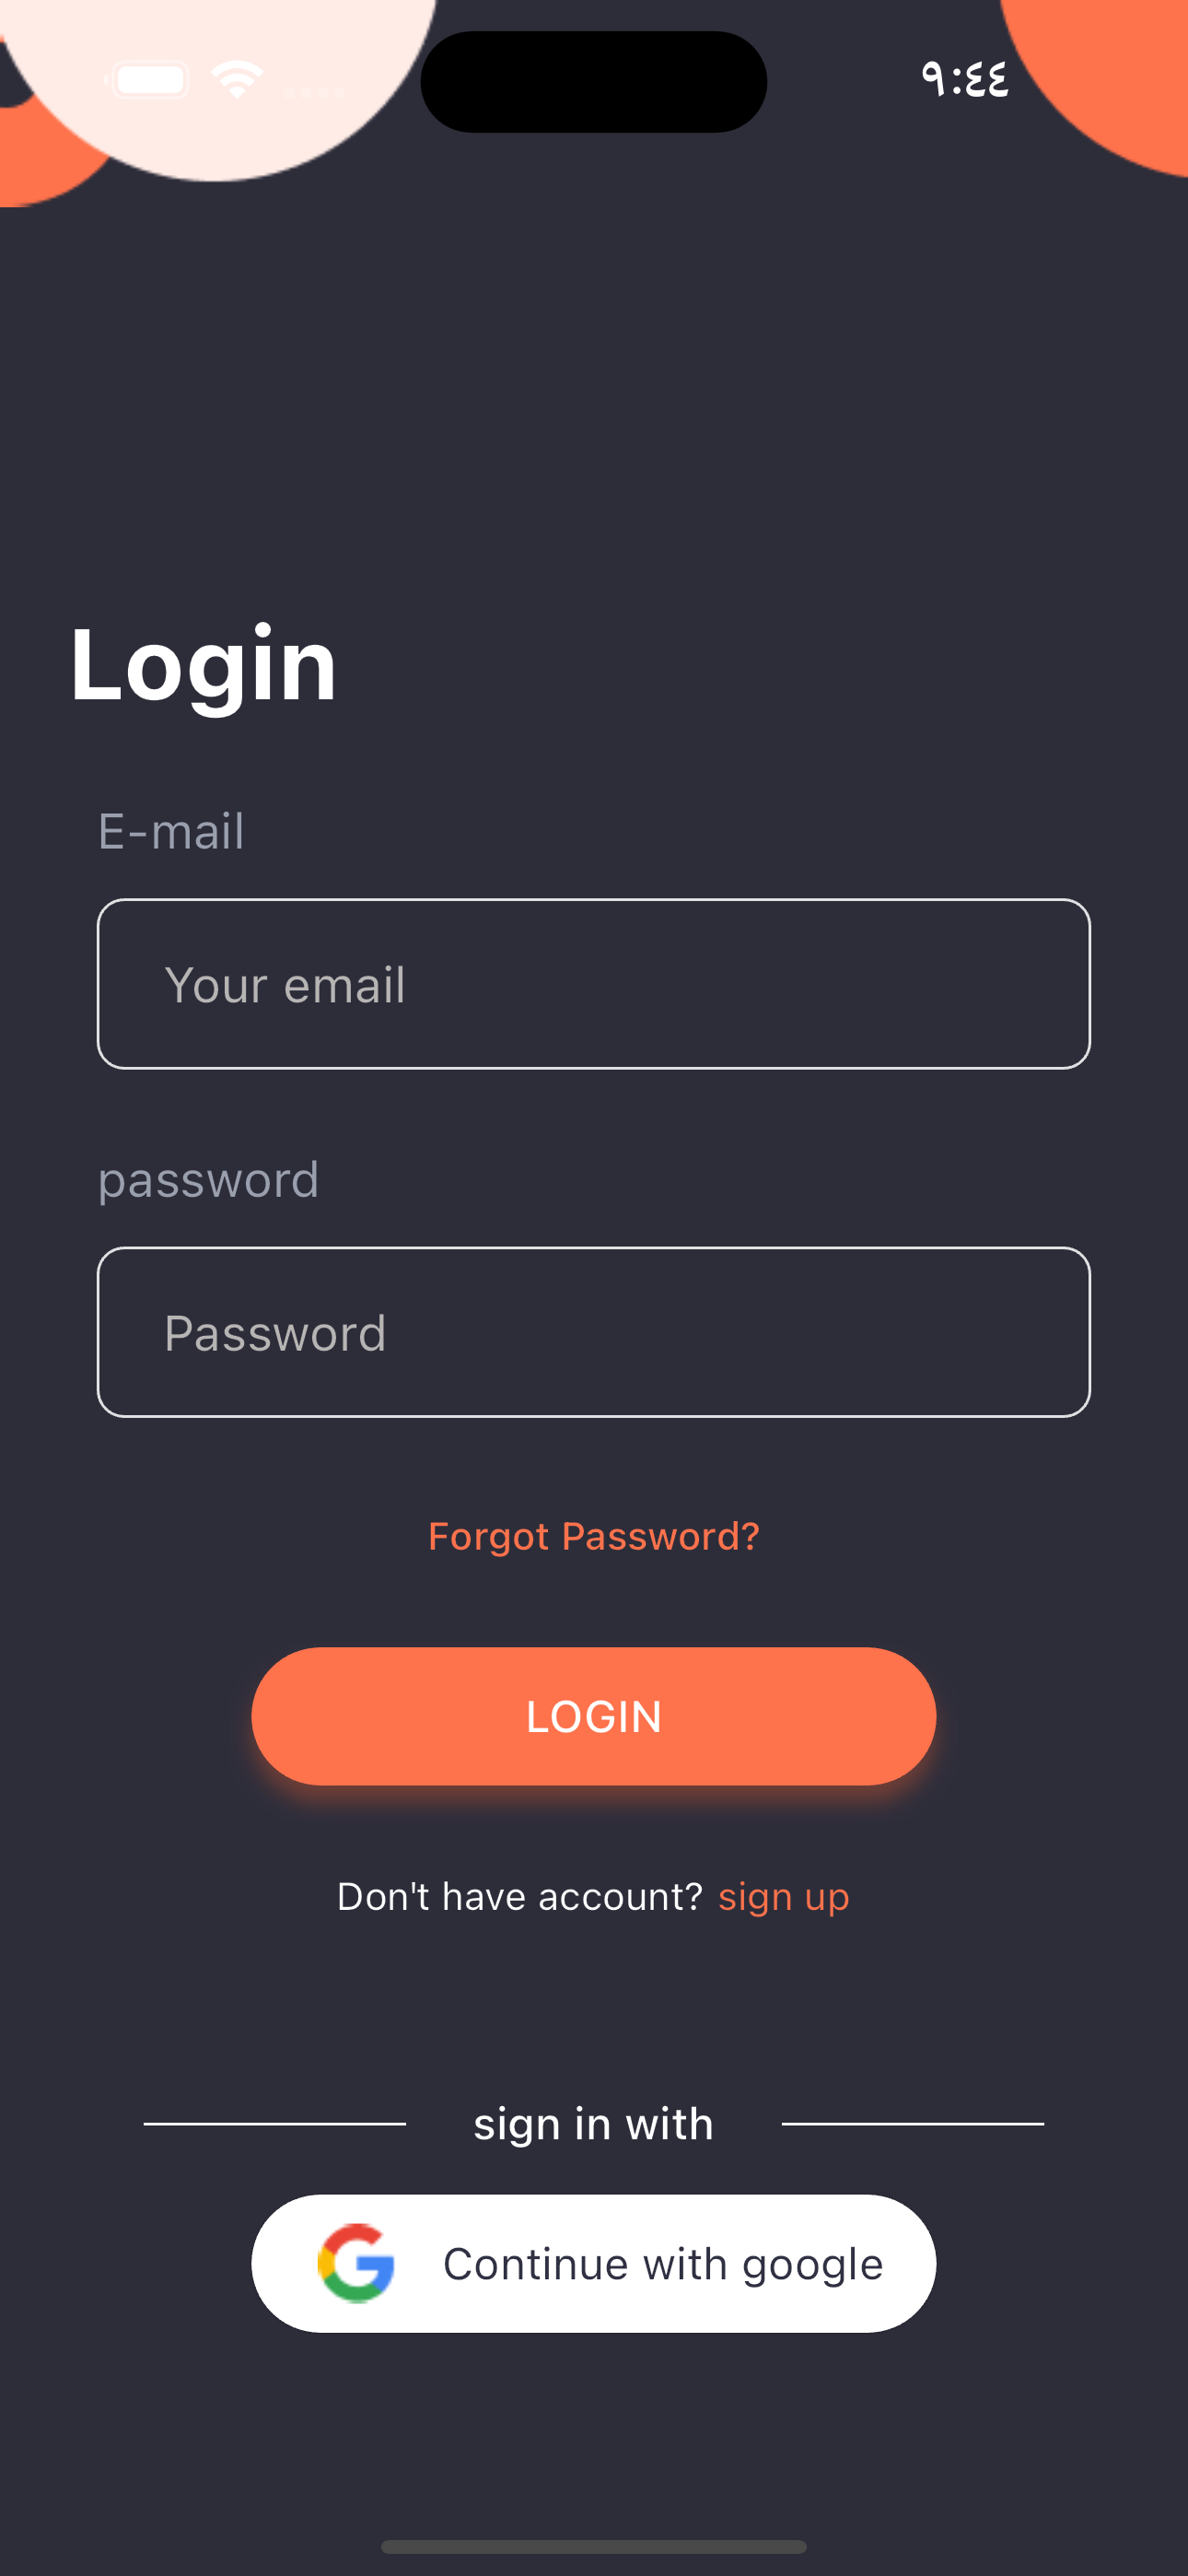 ٩:٤٤
Login
E-mail
Your email
password
Password
Forgot Password?
LOGIN
Don't have account? sign up
sign in with
Continue with google